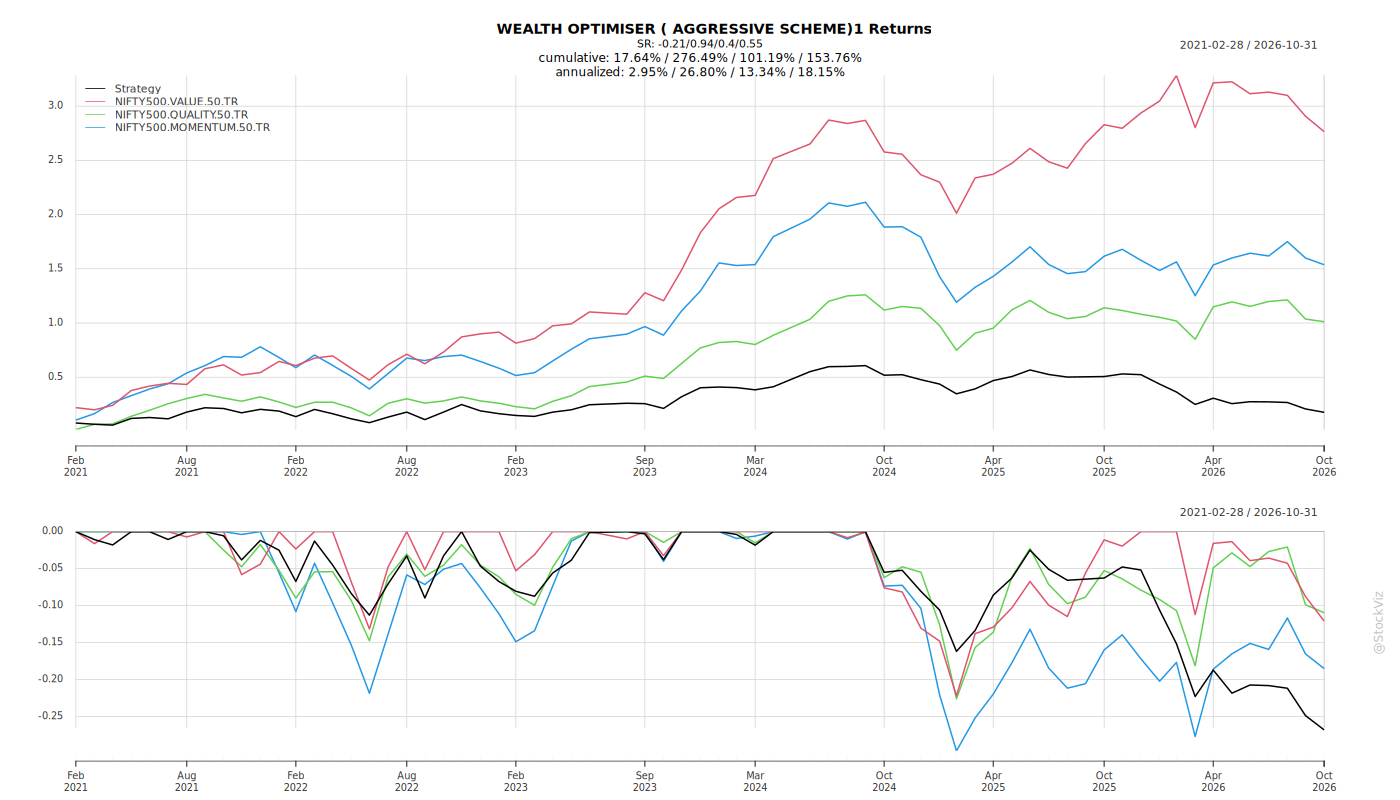 WEALTH OPTIMISER ( AGGRESSIVE SCHEME)1 Returns
SR: -0.21/0.94/0.4/0.55
cumulative: 17.64% / 276.49% / 101.19% / 153.76%
annualized: 2.95% / 26.80% / 13.34% / 18.15%
2021-02-28 / 2026-10-31
Strategy
NIFTY500.VALUE.50.TR
NIFTY500.QUALITY.50.TR
NIFTY500.MOMENTUM.50.TR
3.0
2.5
2.0
1.5
1.0
0.5
Feb 2021
Aug 2021
Feb 2022
Aug 2022
Feb 2023
Sep 2023
Mar 2024
Oct 2024
Apr 2025
Oct 2025
Apr 2026
Oct 2026
2021-02-28 / 2026-10-31
0.00
-0.05
-0.10
-0.15
-0.20
-0.25
Feb 2021
Aug 2021
Feb 2022
Aug 2022
Feb 2023
Sep 2023
Mar 2024
Oct 2024
Apr 2025
Oct 2025
Apr 2026
Oct 2026
@StockViz